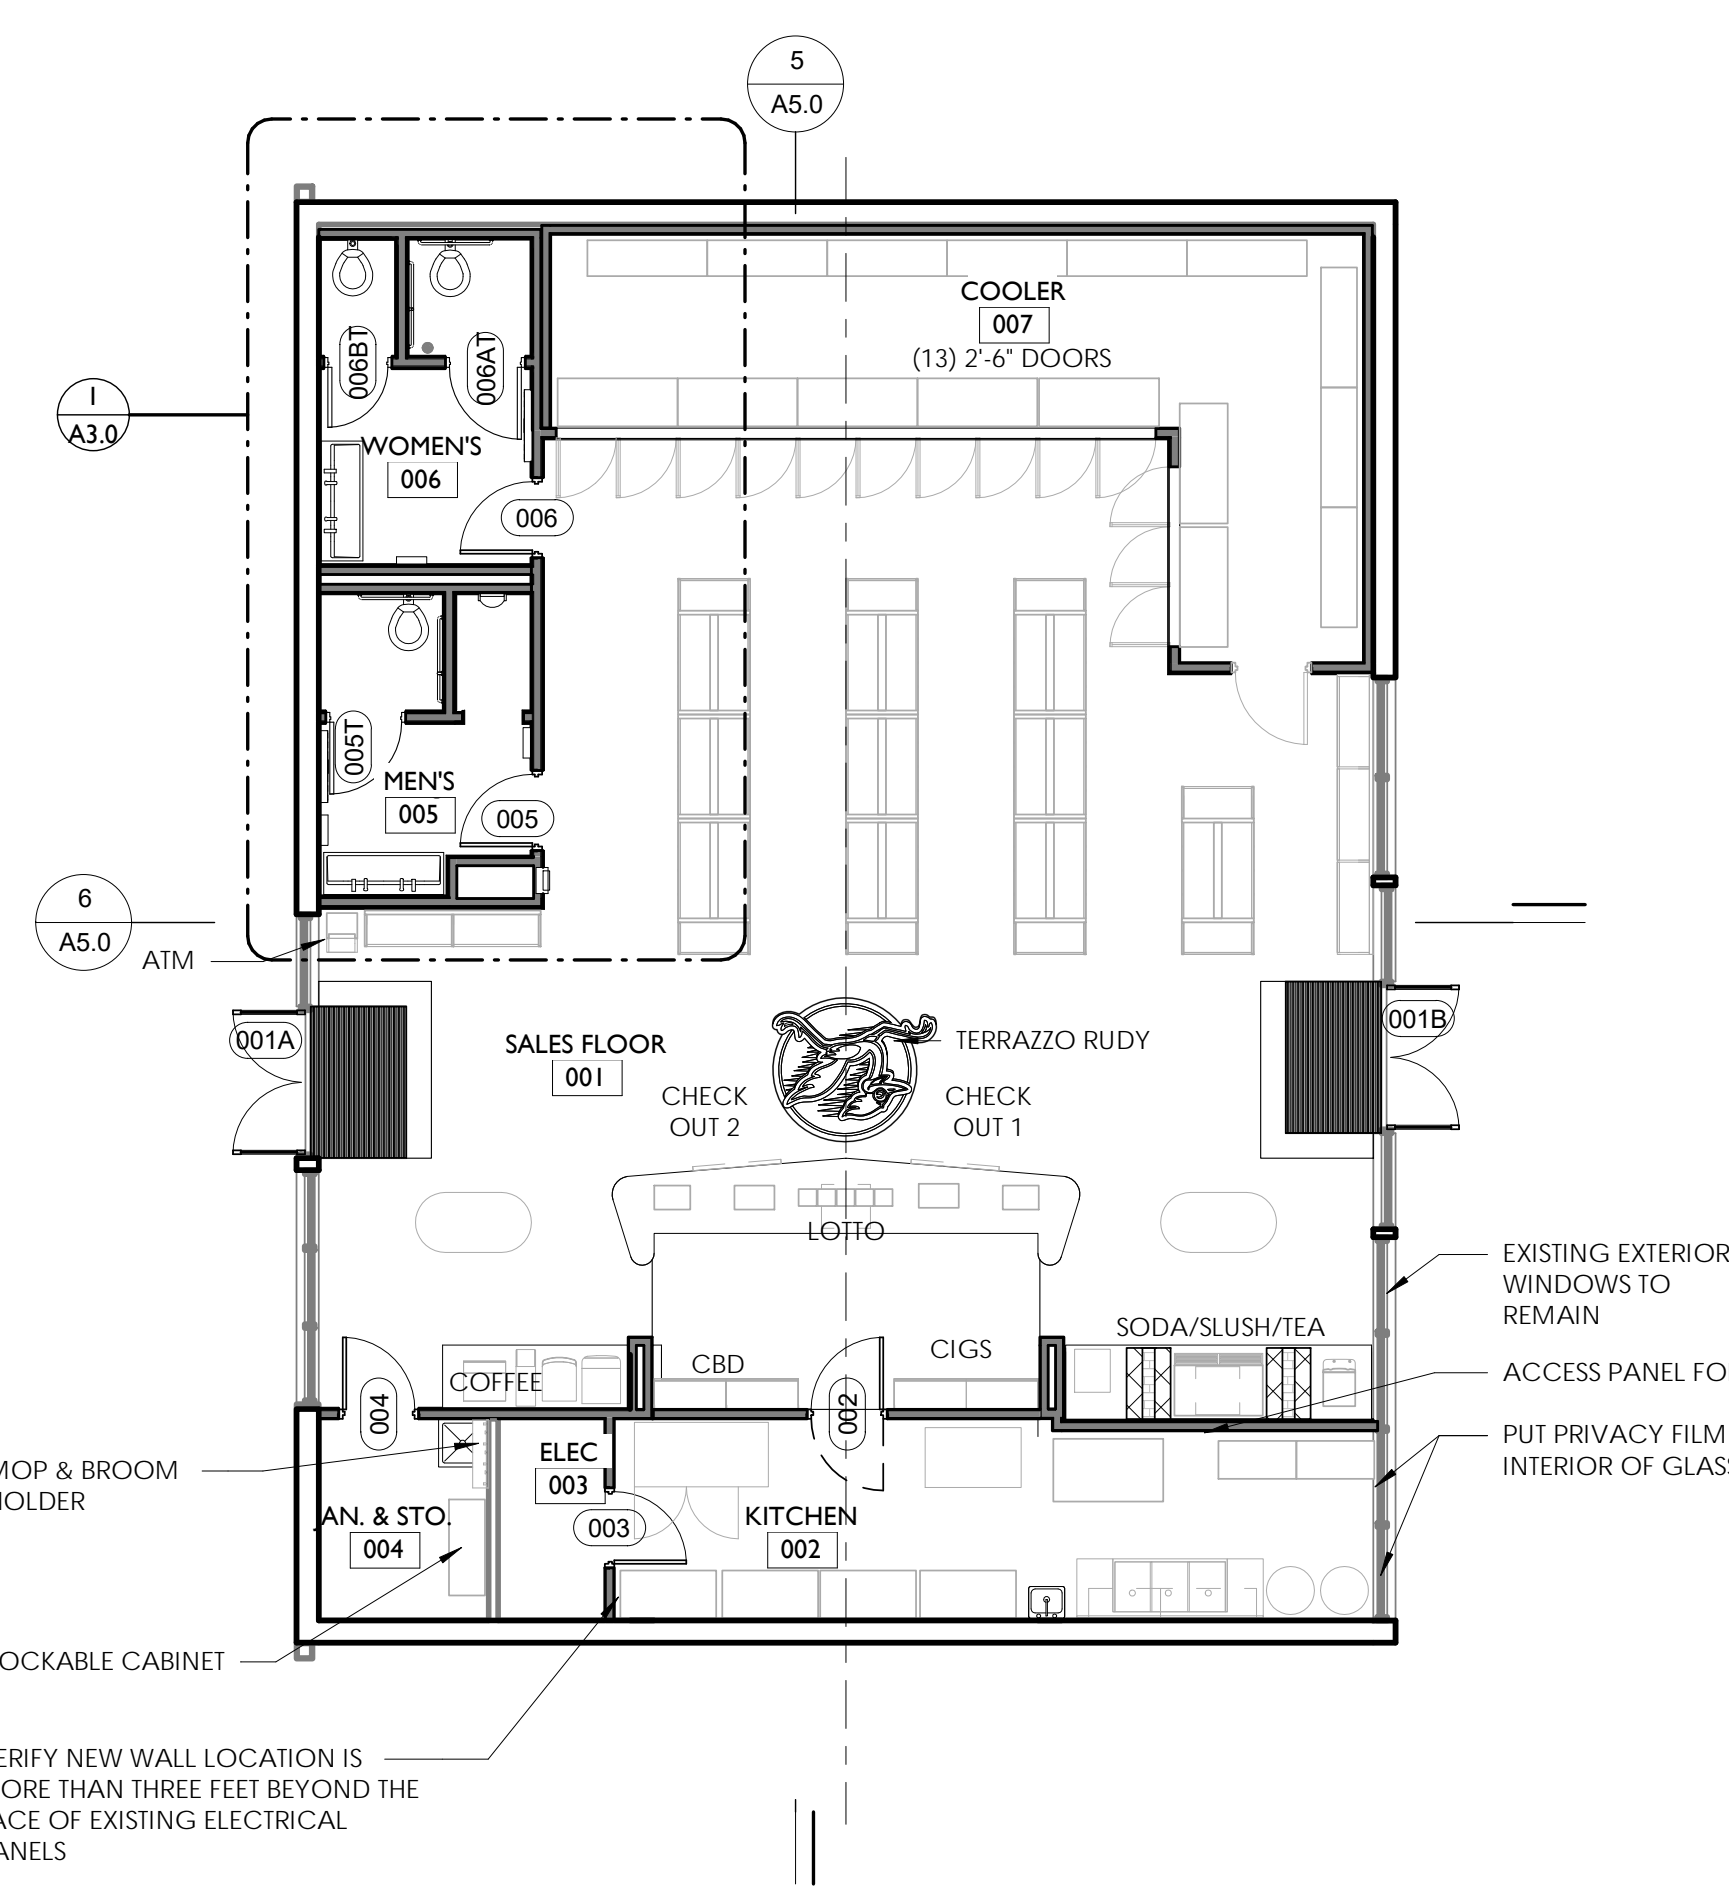 5
A5.0
COOLER
007
(13) 2'-6" DOORS
006BT
006AT
1
A3.0
WOMEN'S
006
006
005T
MEN'S
005
005
6
A5.0
ATM
001A
SALES FLOOR
001
TERRAZZO RUDY
001B
CHECK
OUT 2
CHECK
OUT 1
LOTTO
EXISTING EXTERIOR
WINDOWS TO
REMAIN
SODA/SLUSH/TEA
CIGS
CBD
COFFEE
ACCESS PANEL FO
004
002
PUT PRIVACY FILM
INTERIOR OF GLAS
MOP & BROOM
HOLDER
ELEC
003
003
AN. & STO.
004
KITCHEN
002
OCKABLE CABINET
ERIFY NEW WALL LOCATION IS
ORE THAN THREE FEET BEYOND THE
ACE OF EXISTING ELECTRICAL
ANELS